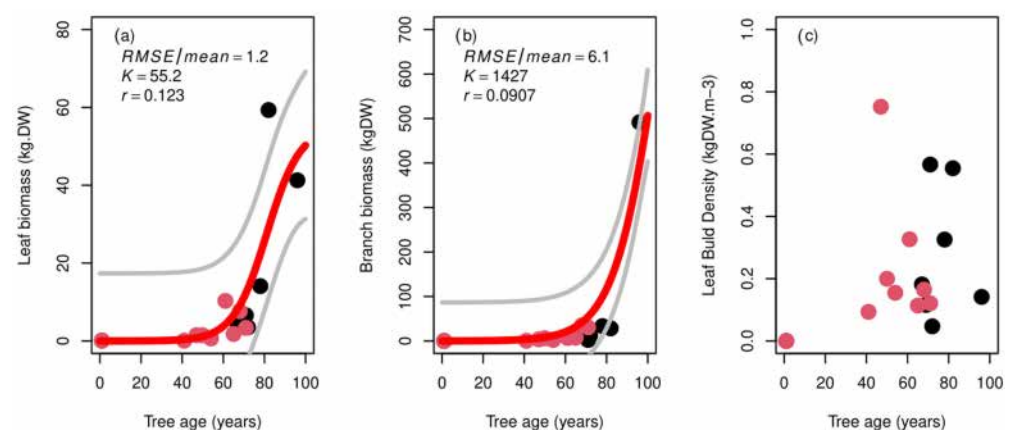 (a)
RMSE/mean = 1.2
K = 55.2
r = 0.123
Leaf biomass (kg.DW)
80
60
40
20
0
0 20 40 60 80 100
Tree age (years)
(b)
RMSE/mean = 6.1
K = 1427
r = 0.0907
Branch biomass (kgDW)
700
600
500
400
300
200
100
0
0 20 40 60 80 100
Tree age (years)
(c)
Leaf Buld Density (kgDW.m−3)
1.0
0.8
0.6
0.4
0.2
0.0
0 20 40 60 80 100
Tree age (years)